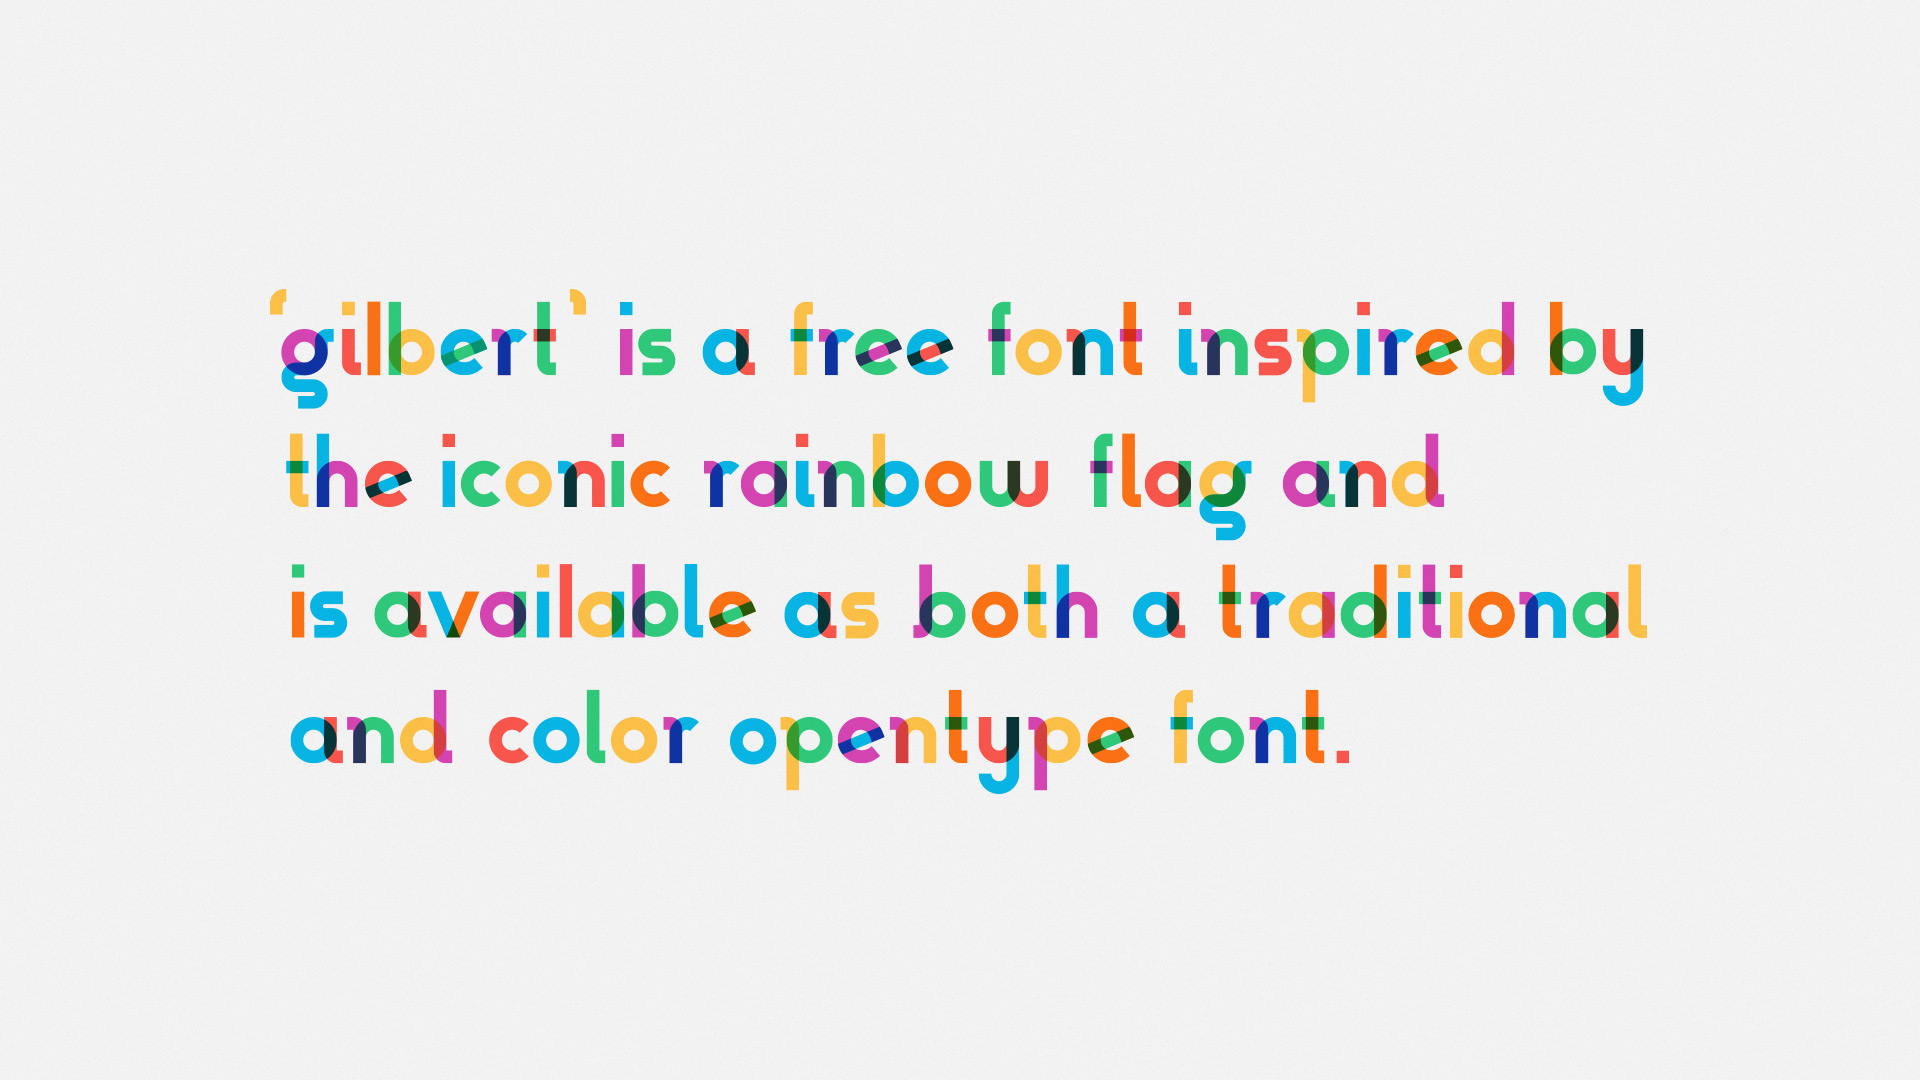 ‘gilbert’ is a free font inspired by
the iconic rainbow flag and
is available as both a traditional
and color opentype font.